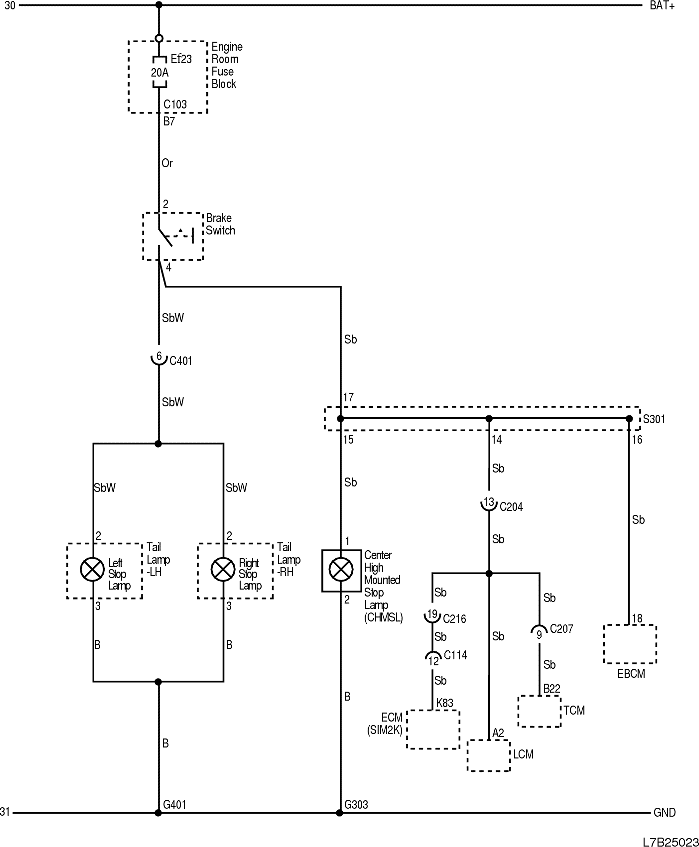 30
BAT+
Engine
Room
Fuse
Block
Ef23
20A
C103
B7
Or
2
Brake
Switch
4
SbW
Sb
6
C401
SbW
17
S301
15
14
16
SbW
SbW
Sb
Sb
13
C204
Sb
Sb
2
Tail
Lamp
-LH
Left
Stop
Lamp
3
2
Tail
Lamp
-RH
Right
Stop
Lamp
3
1
Center
High
Mounted
Stop
Lamp
(CHMSL)
2
Sb
19
C216
Sb
12
C114
Sb
K83
ECM
(SIM2K)
Sb
A2
LCM
Sb
9
C207
Sb
B22
TCM
18
EBCM
B
B
B
B
31
G401
G303
GND
L7B25023